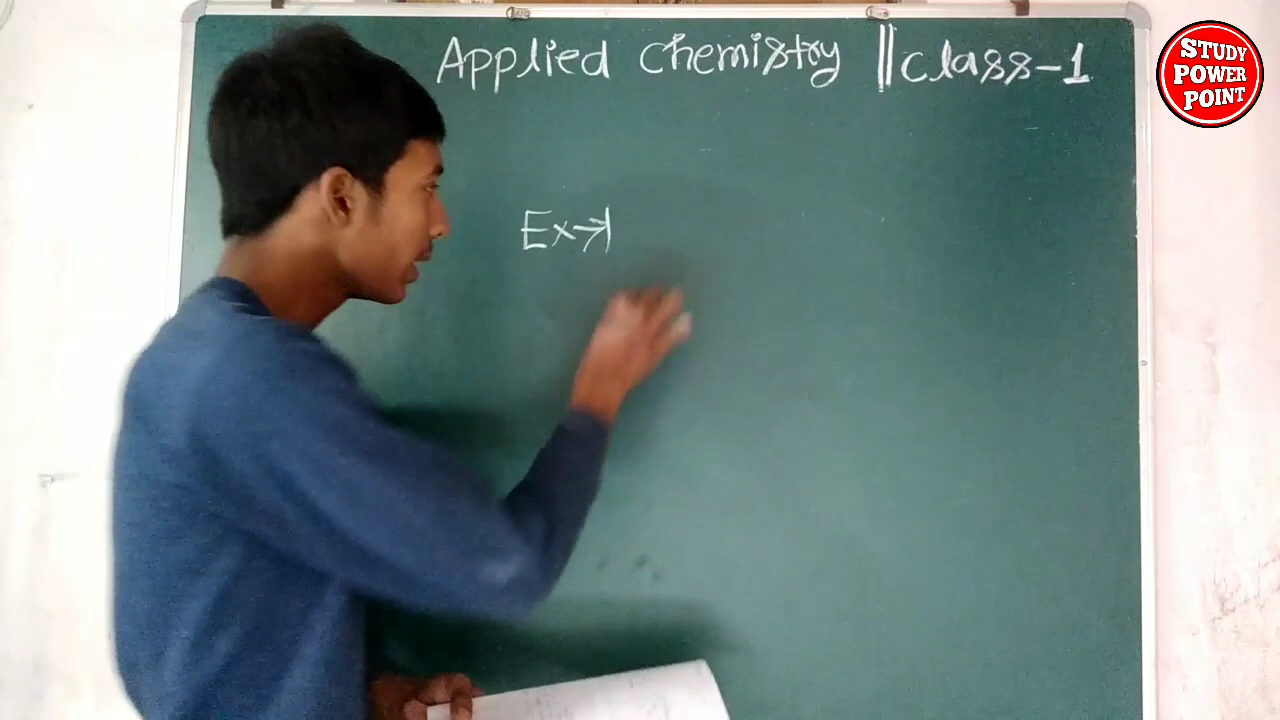 Applied Chemistry || class-1
STUDY
POWER
POINT
Ex→